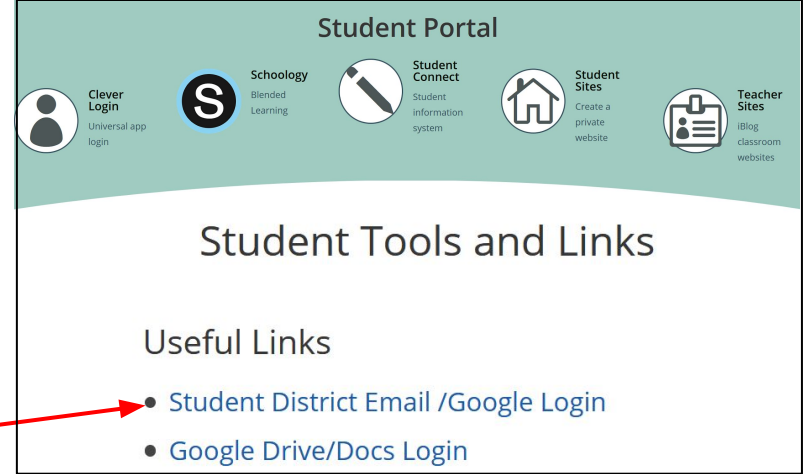 Student Portal
Clever
Login
Universal app
login
S
Schoology
Blended
Learning
Student
Connect
Student
information
system
Student
Sites
Create a
private
website
Teacher
Sites
iBlog
classroom
websites
Student Tools and Links
Useful Links
Student District Email /Google Login
Google Drive/Docs Login